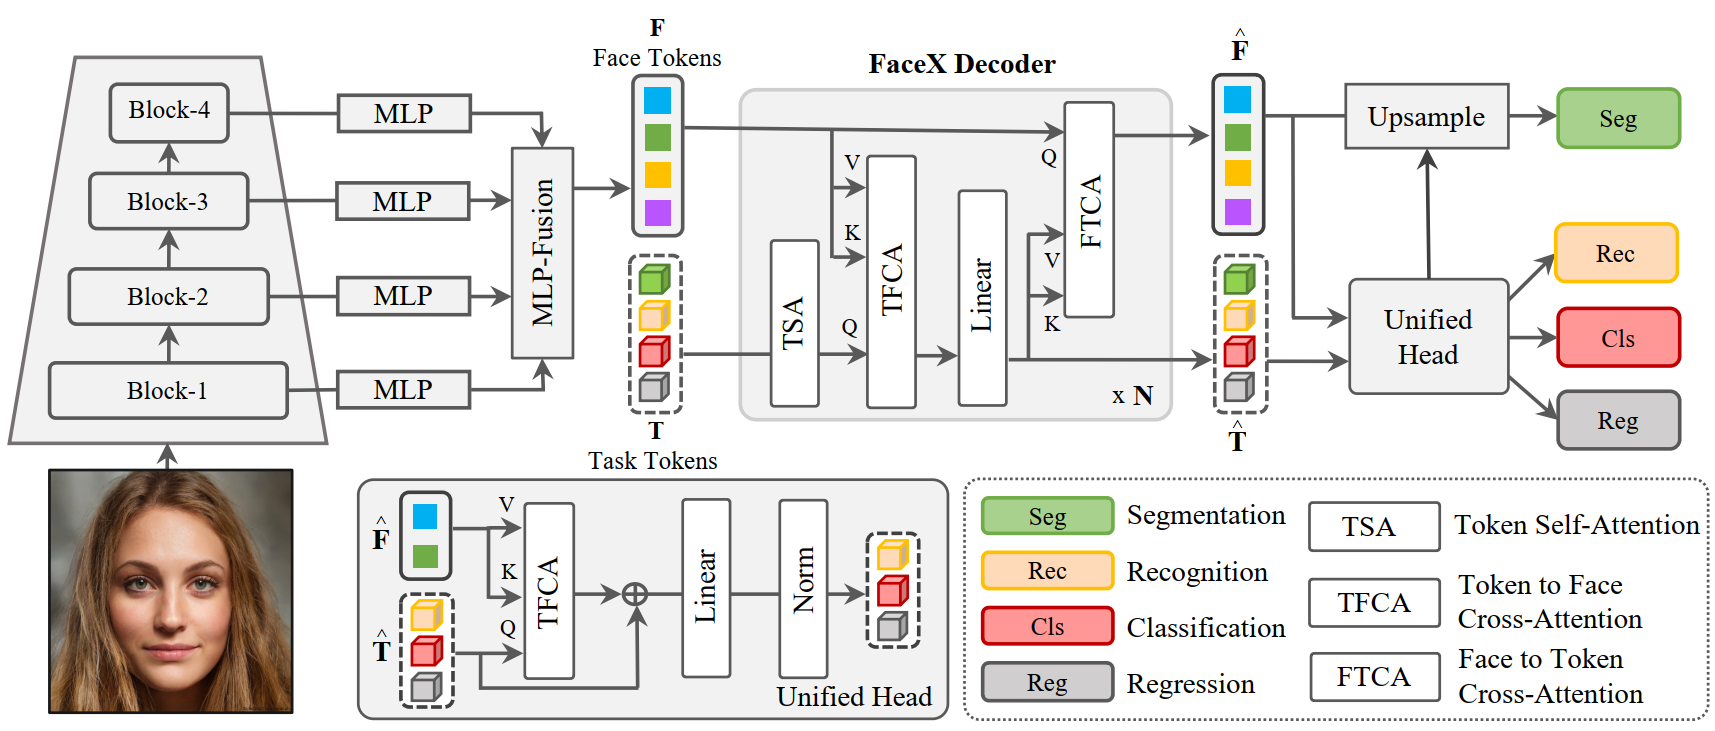 Block-4
Block-3
Block-2
Block-1
MLP
MLP
MLP
MLP
MLP-Fusion
F
Face Tokens
T
Task Tokens
FaceX Decoder
TSA
V
K
Q
TFCA
Linear
Q
V
K
FTCA
x N
F̂
T̂
Upsample
Unified
Head
Seg
Rec
Cls
Reg
F̂
T̂
V
K
Q
TFCA
Linear
Norm
Unified Head
Seg Segmentation
Rec Recognition
Cls Classification
Reg Regression
TSA Token Self-Attention
TFCA Token to Face
Cross-Attention
FTCA Face to Token
Cross-Attention